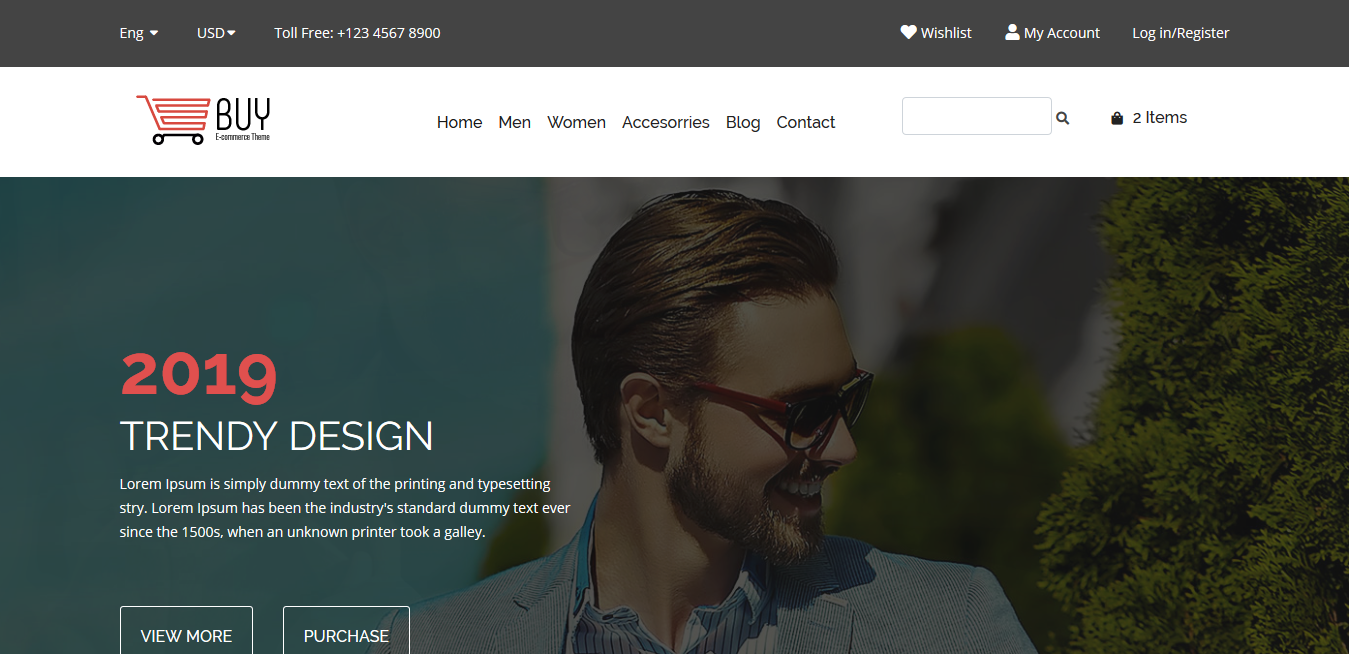 Eng USD Toll Free: +123 4567 8900 Wishlist My Account Log in/Register
BUY
E-commerce Theme
Home Men Women Accesorries Blog Contact
2 Items
2019
TRENDY DESIGN
Lorem Ipsum is simply dummy text of the printing and typesetting
stry. Lorem Ipsum has been the industry's standard dummy text ever
since the 1500s, when an unknown printer took a galley.
VIEW MORE PURCHASE